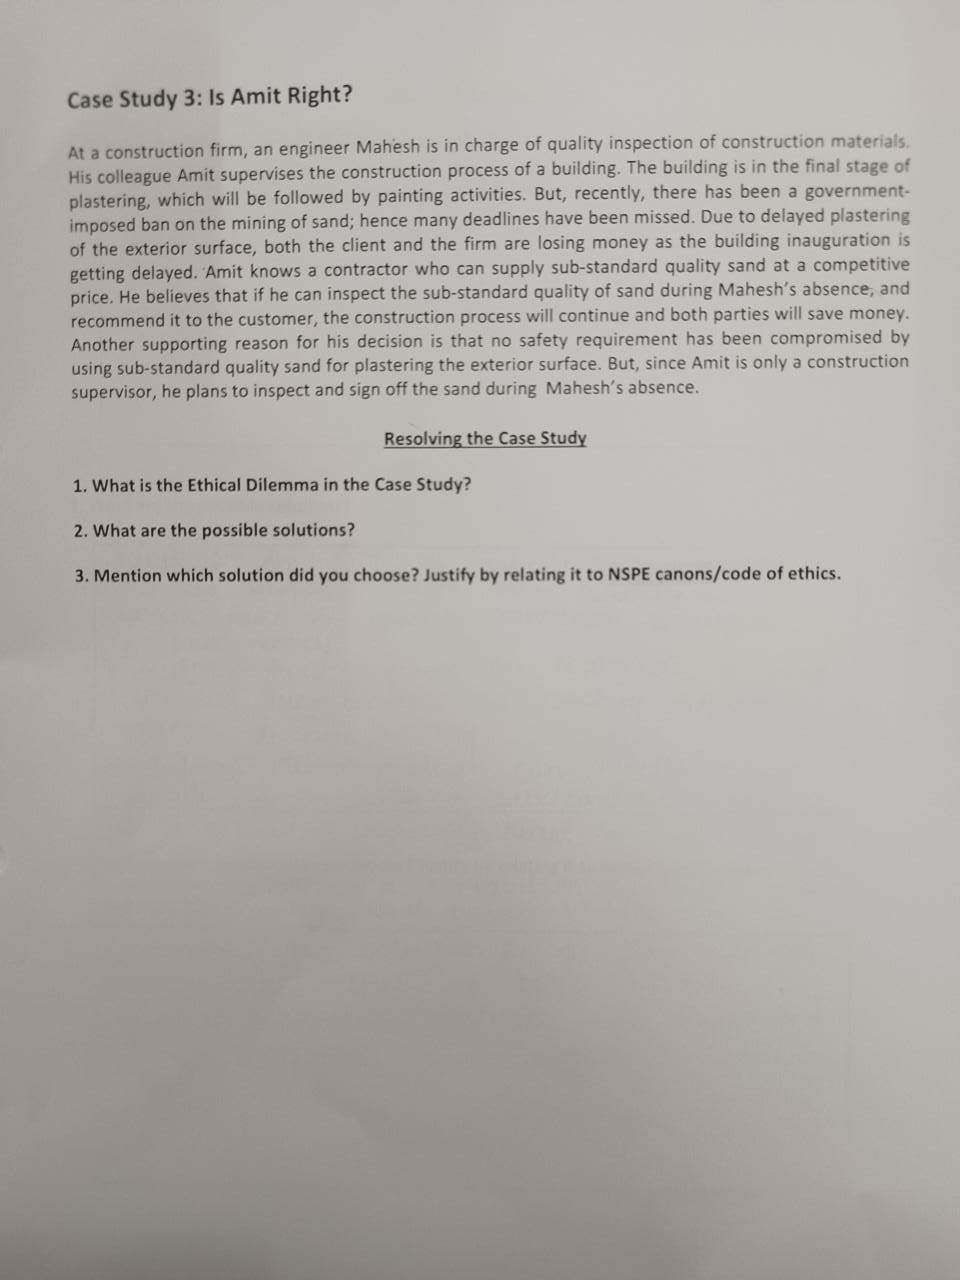 Case Study 3: Is Amit Right?
At a construction firm, an engineer Mahesh is in charge of quality inspection of construction materials.
His colleague Amit supervises the construction process of a building. The building is in the final stage of
plastering, which will be followed by painting activities. But, recently, there has been a government-
imposed ban on the mining of sand; hence many deadlines have been missed. Due to delayed plastering
of the exterior surface, both the client and the firm are losing money as the building inauguration is
getting delayed. Amit knows a contractor who can supply sub-standard quality sand at a competitive
price. He believes that if he can inspect the sub-standard quality of sand during Mahesh's absence, and
recommend it to the customer, the construction process will continue and both parties will save money.
Another supporting reason for his decision is that no safety requirement has been compromised by
using sub-standard quality sand for plastering the exterior surface. But, since Amit is only a construction
supervisor, he plans to inspect and sign off the sand during Mahesh's absence.
Resolving the Case Study
1. What is the Ethical Dilemma in the Case Study?
2. What are the possible solutions?
3. Mention which solution did you choose? Justify by relating it to NSPE canons/code of ethics.